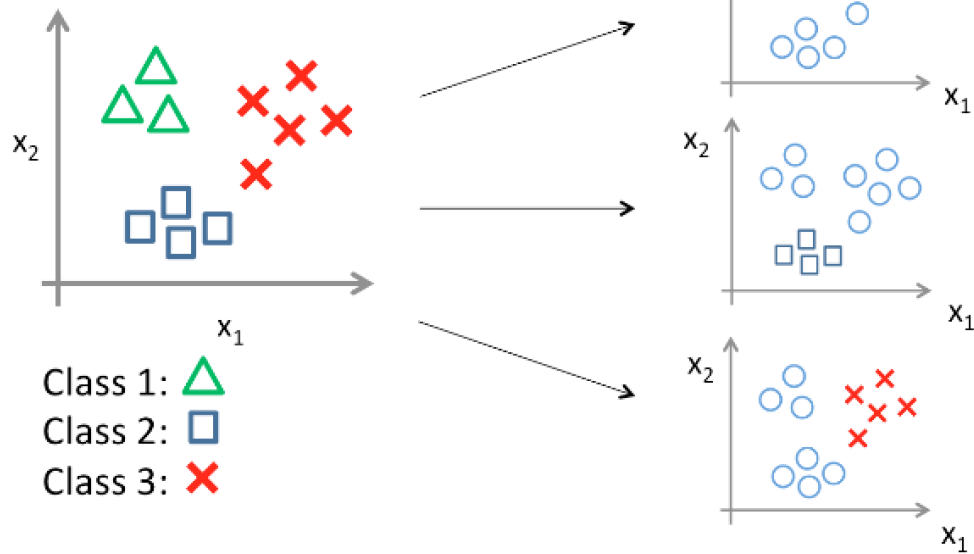 x₂
x₁
Class 1:
Class 2:
Class 3:
x₁
x₂
x₁
x₂
x₁